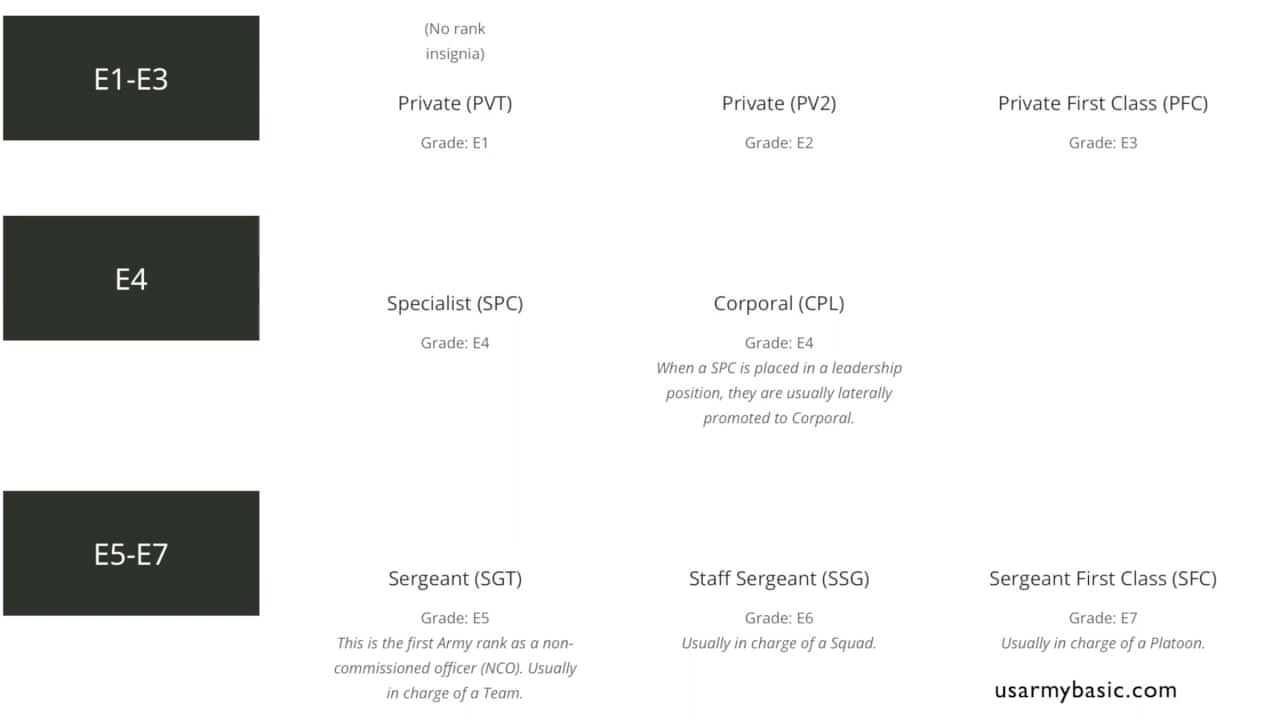 E1-E3
(No rank
insignia)
Private (PVT)
Grade: E1
Private (PV2)
Grade: E2
Private First Class (PFC)
Grade: E3
E4
Specialist (SPC)
Grade: E4
Corporal (CPL)
Grade: E4
When a SPC is placed in a leadership
position, they are usually laterally
promoted to Corporal.
E5-E7
Sergeant (SGT)
Grade: E5
This is the first Army rank as a non-
commissioned officer (NCO). Usually
in charge of a Team.
Staff Sergeant (SSG)
Grade: E6
Usually in charge of a Squad.
Sergeant First Class (SFC)
Grade: E7
Usually in charge of a Platoon.
usarmybasic.com